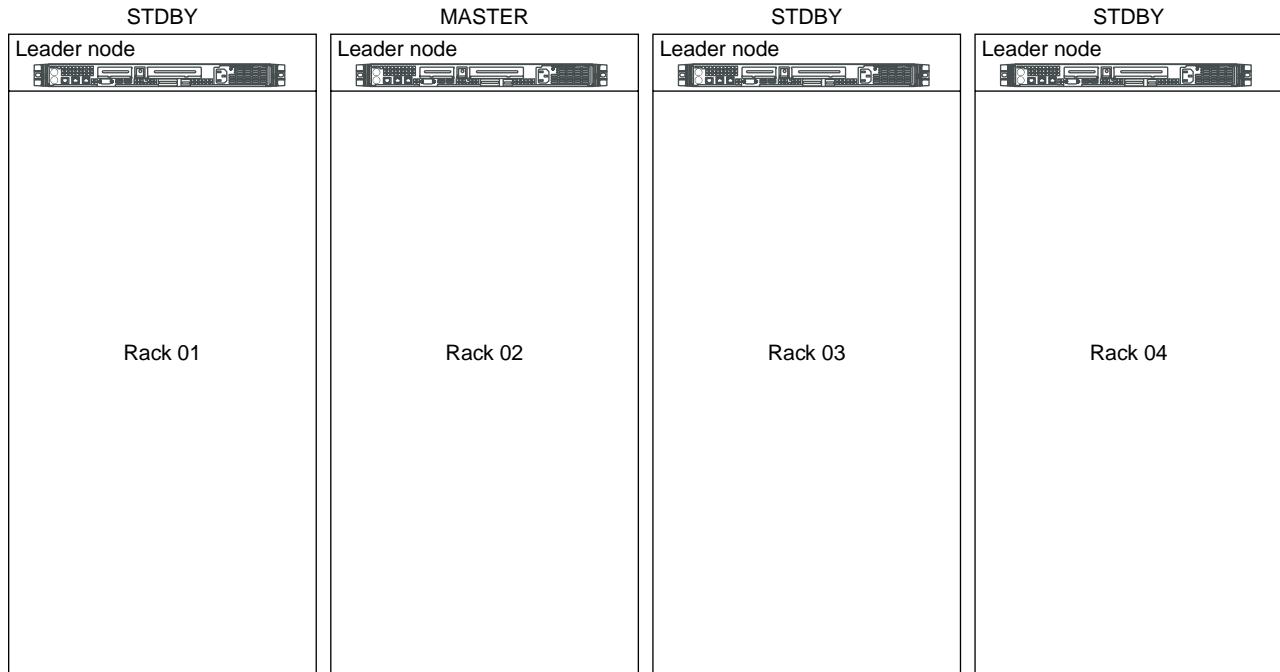 STDBY MASTER STDBY STDBY
Leader node Leader node Leader node Leader node
Rack 01 Rack 02 Rack 03 Rack 04